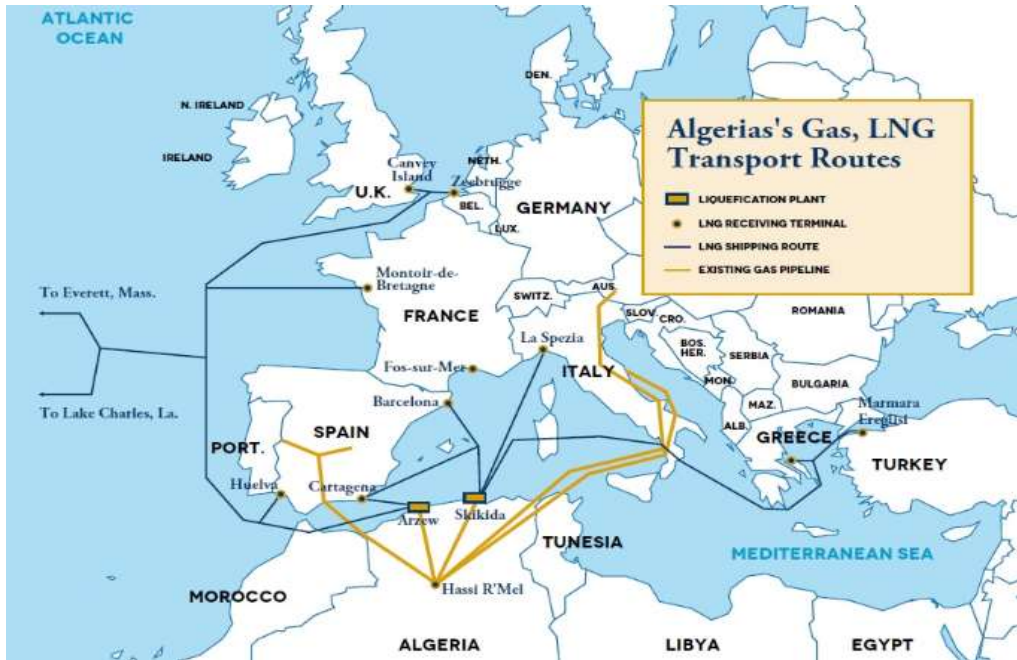 ATLANTIC
OCEAN
DEN.
N. IRELAND
IRELAND
Canvey
Island
NETH.
Zeebrugge
U.K.
BEL.
GERMANY
LUX.
Algerias's Gas, LNG
Transport Routes
LIQUEFICATION PLANT
LNG RECEIVING TERMINAL
LNG SHIPPING ROUTE
EXISTING GAS PIPELINE
To Everett, Mass.
Montoir-de-
Bretagne
SWITZ.
AUS.
FRANCE
SLOV.
CRO.
ROMANIA
La Spezia
BOS.
HER.
SERBIA
Fos-sur-Mer
ITALY
MON.
BULGARIA
To Lake Charles, La.
Barcelona
MAZ.
ALB.
Marmara
Ereglisi
PORT.
SPAIN
GREECE
TURKEY
Huelva
Cartagena
Arzew
Skikida
TUNESIA
MEDITERRANEAN SEA
Hassi R'Mel
MOROCCO
ALGERIA
LIBYA
EGYPT